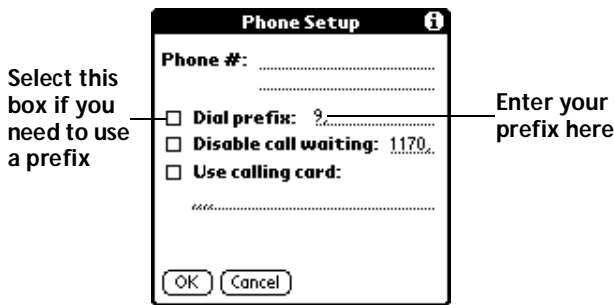 Phone Setup
Phone #:
Select this
box if you
need to use
a prefix
Dial prefix: 9,
Enter your
prefix here
Disable call waiting: 1170,
Use calling card:
,,,,
OK Cancel